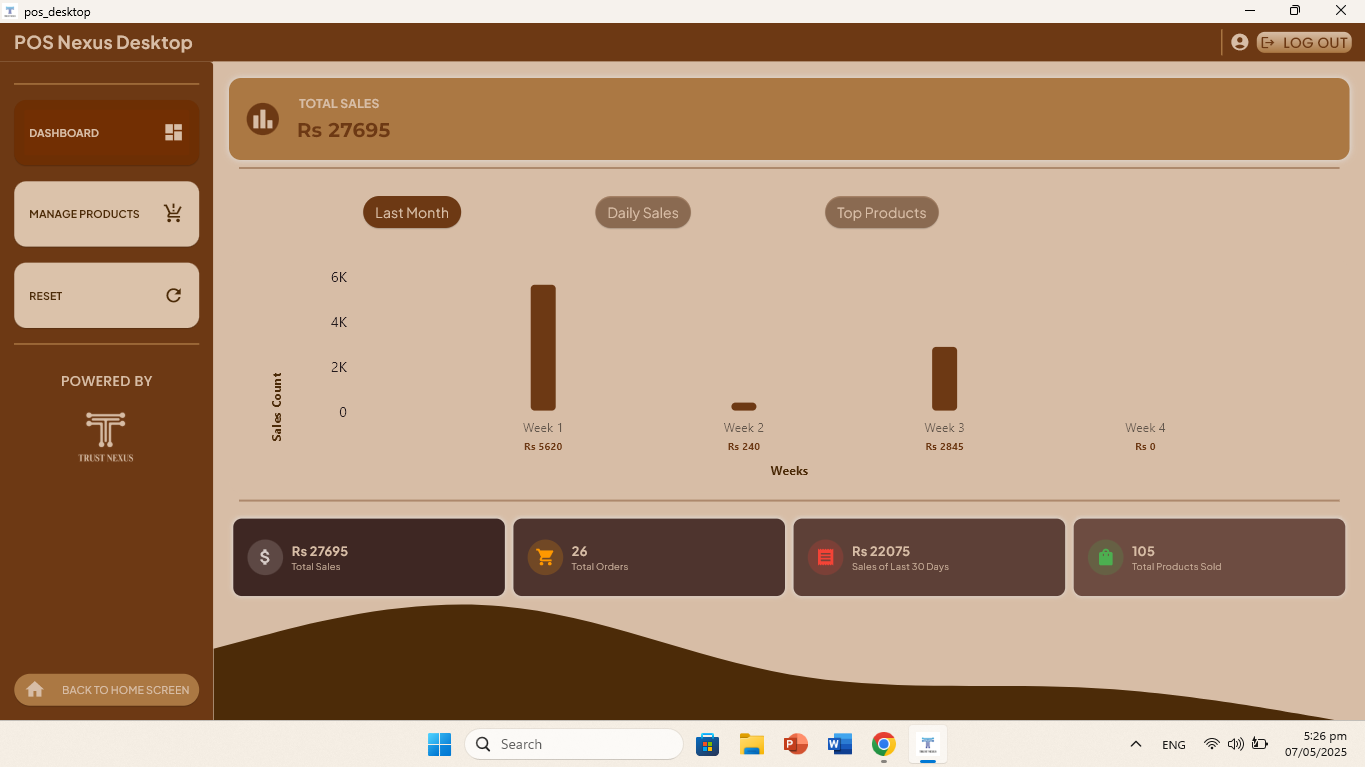 pos_desktop
POS Nexus Desktop
LOG OUT
DASHBOARD
MANAGE PRODUCTS
RESET
POWERED BY
TRUST NEXUS
BACK TO HOME SCREEN
TOTAL SALES
Rs 27695
Last Month Daily Sales Top Products
6K
4K
2K
0
Sales Count
Week 1 Week 2 Week 3 Week 4
Rs 5620 Rs 240 Rs 2845 Rs 0
Weeks
Rs 27695
Total Sales
26
Total Orders
Rs 22075
Sales of Last 30 Days
105
Total Products Sold
Search
ENG
5:26 pm
07/05/2025